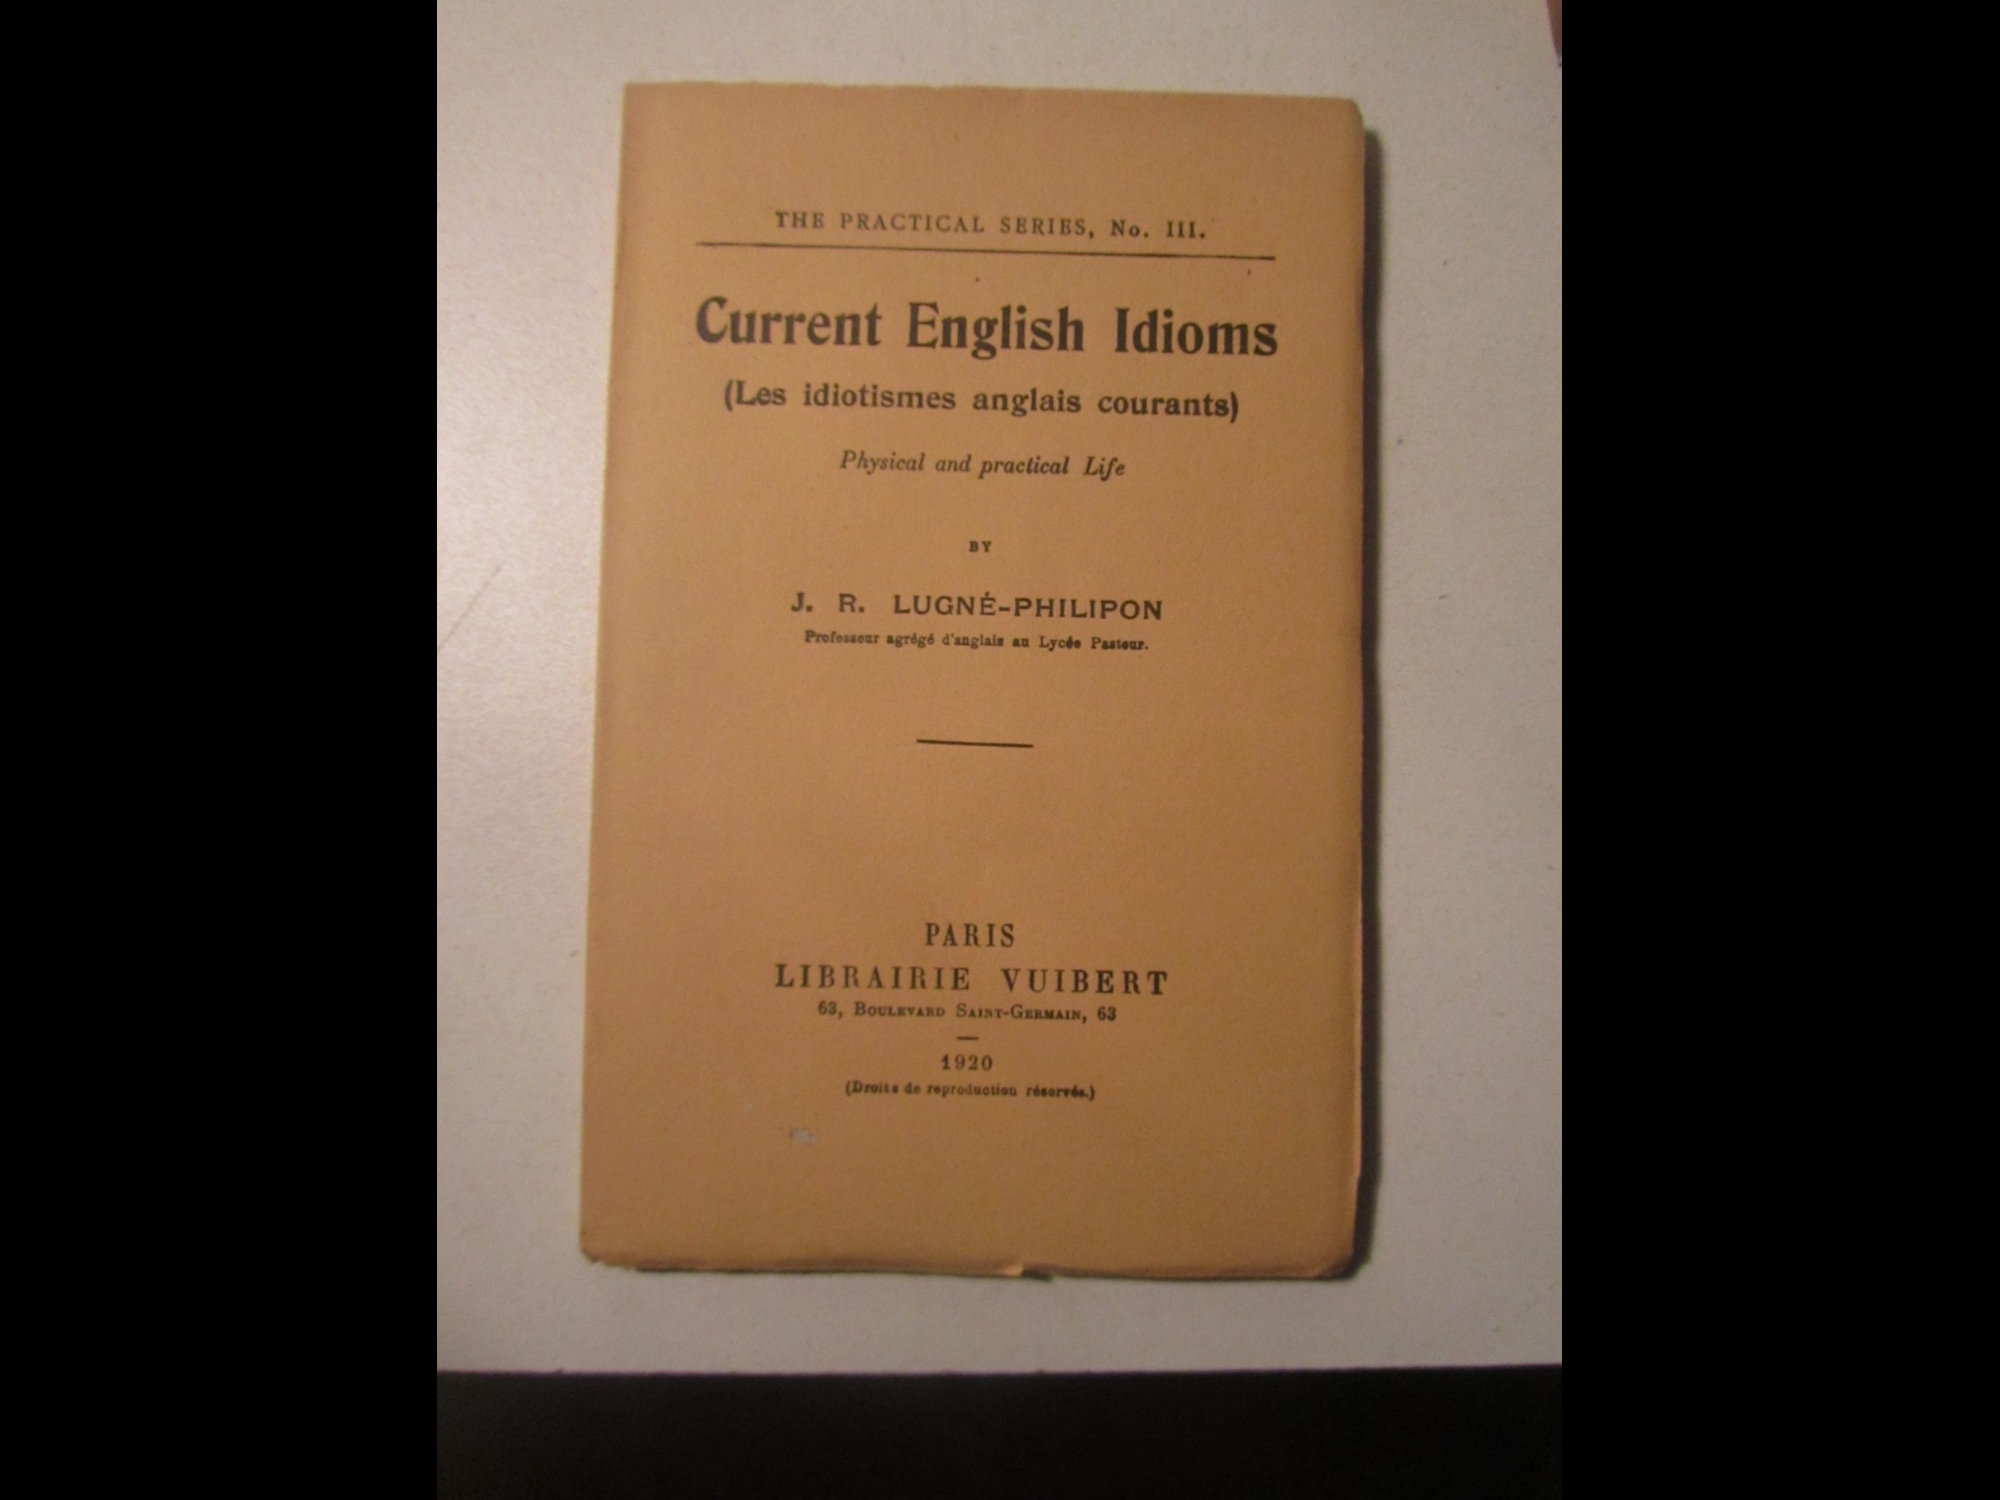 THE PRACTICAL SERIES, No. III.
Current English Idioms
(Les idiotismes anglais courants)
Physical and practical Life
BY
J. R. LUGNÉ-PHILIPON
Professeur agrégé d'anglais au Lycée Pasteur.
PARIS
LIBRAIRIE VUIBERT
63, BOULEVARD SAINT-GERMAIN, 63
1920
(Droits de reproduction réservés.)